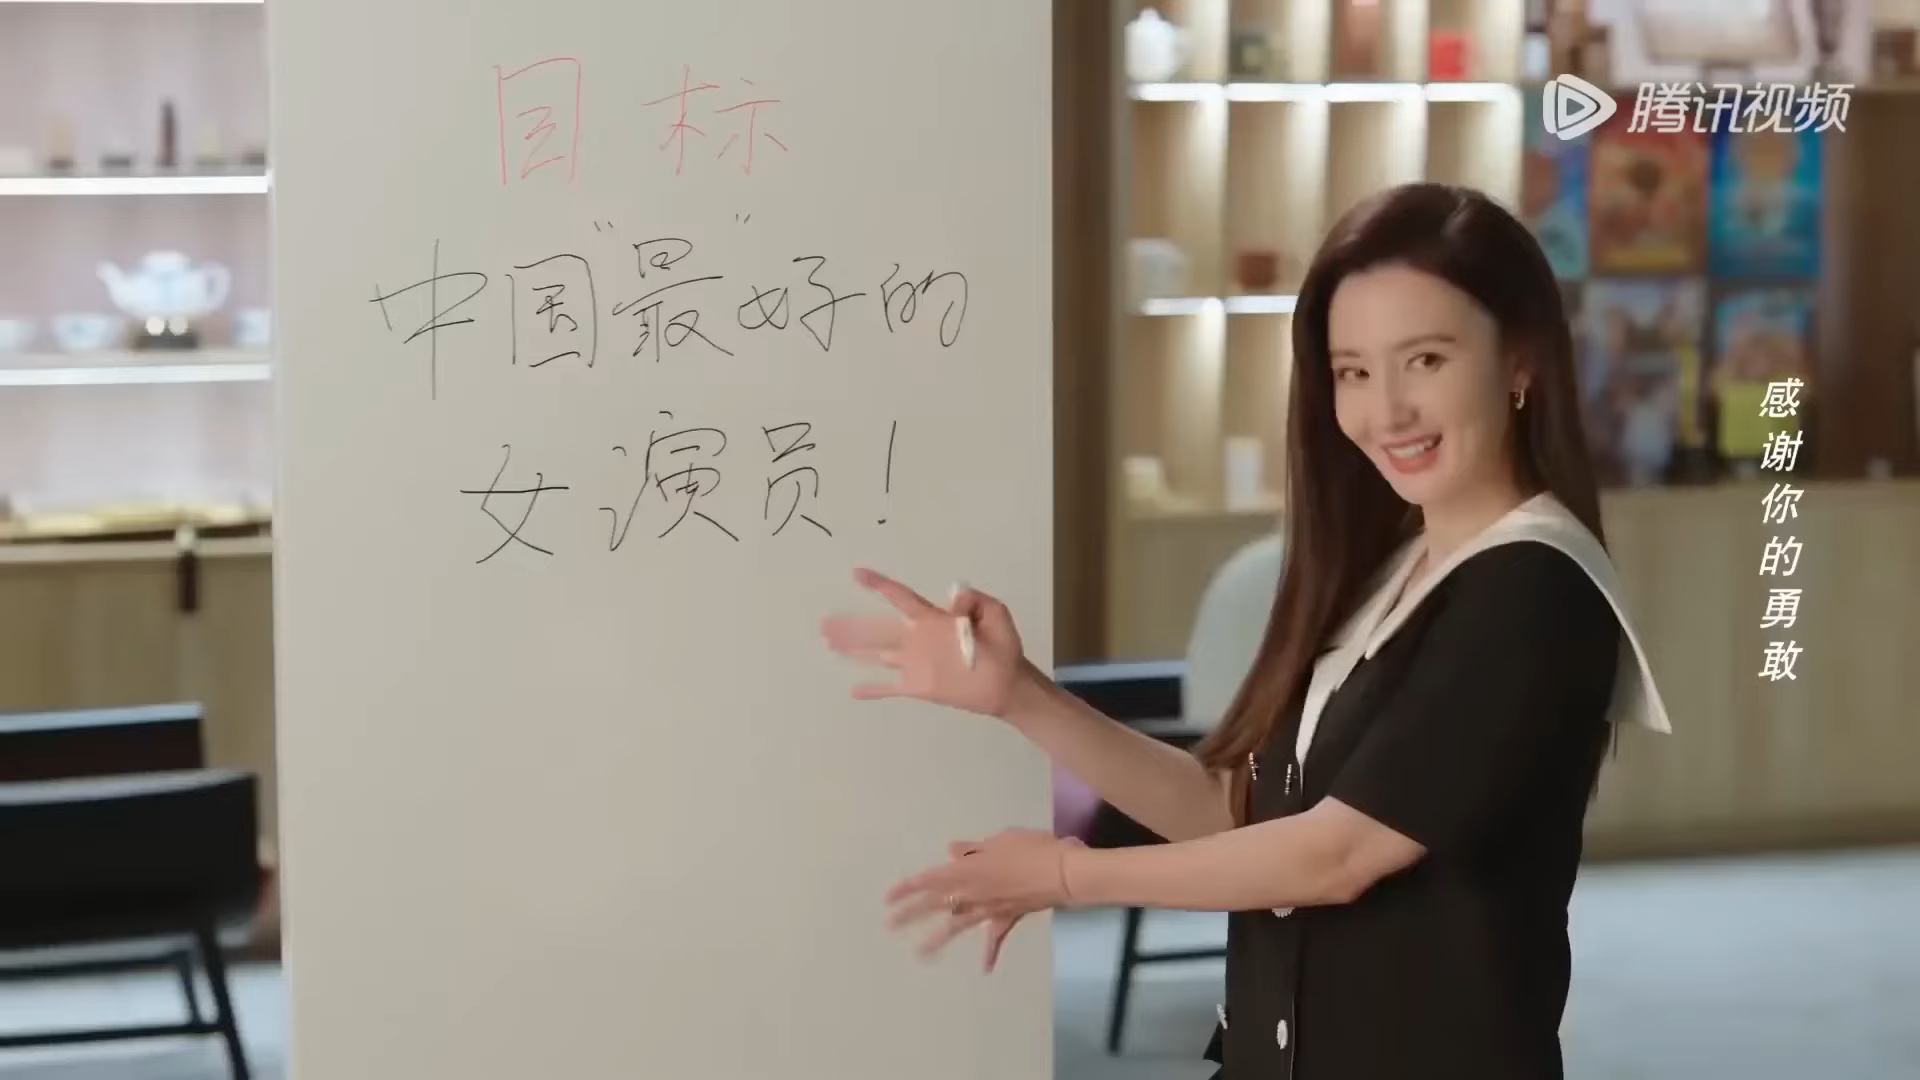 目标
中国“最”好的
女演员！
腾讯视频
感谢你的勇敢